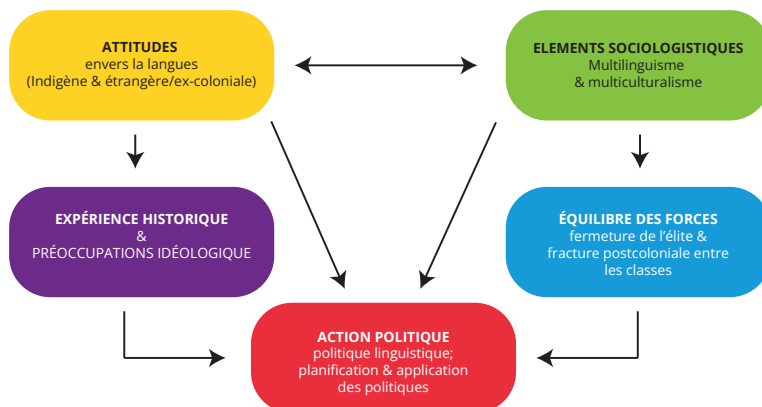 ATTITUDES
envers la langues
(Indigène & étrangère/ex-coloniale)
ELEMENTS SOCIOLOGISTIQUES
Multilinguisme
& multiculturalisme
EXPÉRIENCE HISTORIQUE
&
PRÉOCCUPATIONS IDÉOLOGIQUE
ÉQUILIBRE DES FORCES
fermeture de l’élite &
fracture postcoloniale entre
les classes
ACTION POLITIQUE
politique linguistique;
planification & application
des politiques